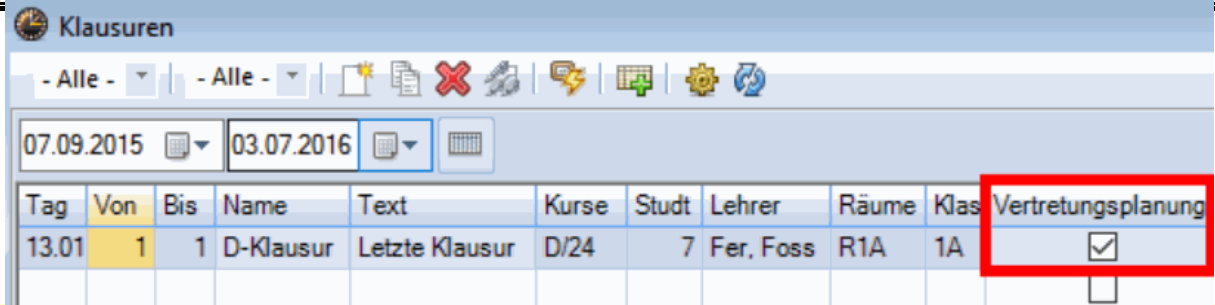 Klausuren
- Alle - - Alle -
07.09.2015 03.07.2016
Tag Von Bis Name Text Kurse Studt Lehrer Räume Klas Vertretungsplanung
13.01 1 1 D-Klausur Letzte Klausur D/24 7 Fer, Foss R1A 1A